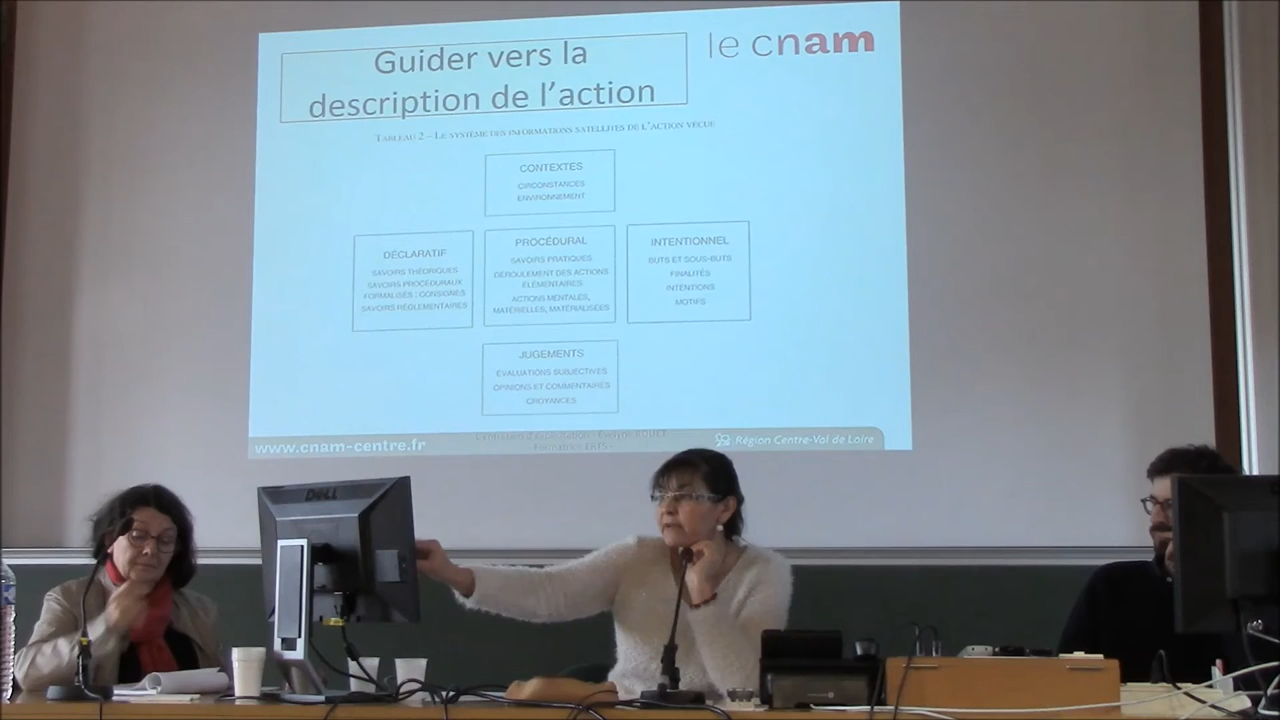 Guider vers la
description de l'action
le cnam
TABLEAU 2 – LE SYSTÈME DES INFORMATIONS SATELLITES DE L'ACTION VÉCUE
CONTEXTES
CIRCONSTANCES
ENVIRONNEMENT
DÉCLARATIF
SAVOIRS THÉORIQUES
SAVOIRS PROCÉDURAUX
FORMALISÉS : CONSIGNES
SAVOIRS RÉGLEMENTAIRES
PROCÉDURAL
SAVOIRS PRATIQUES
DÉROULEMENT DES ACTIONS
ÉLÉMENTAIRES
ACTIONS MENTALES,
MATÉRIELLES, MATÉRIALISÉES
INTENTIONNEL
BUTS ET SOUS-BUTS
FINALITÉS
INTENTIONS
MOTIFS
JUGEMENTS
ÉVALUATIONS SUBJECTIVES
OPINIONS ET COMMENTAIRES
CROYANCES
www.cnam-centre.fr
Formatrice
Région Centre-Val de Loire
DELL